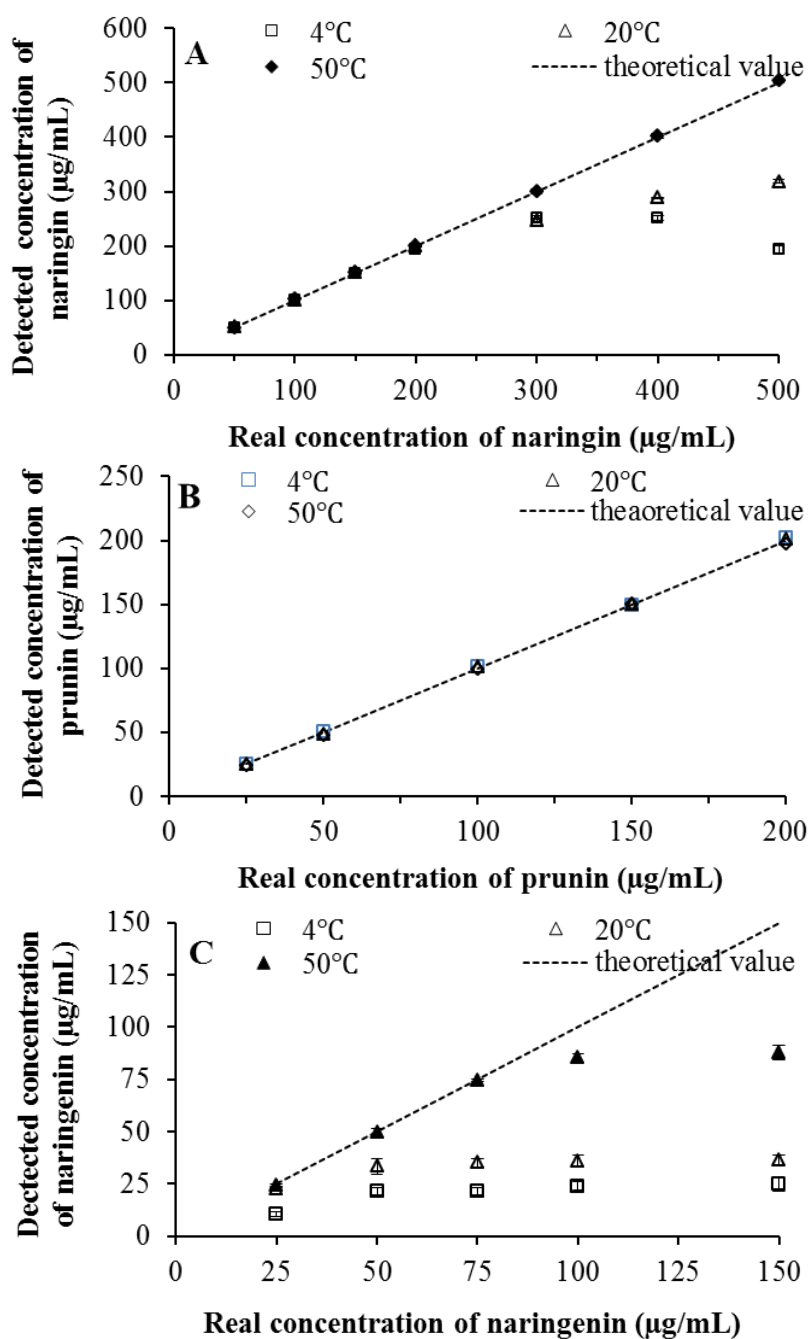 A
4°C
20°C
50°C
theoretical value
600
500
400
300
200
100
0
0
100
200
300
400
500
Detected concentration of
naringin (μg/mL)
Real concentration of naringin (μg/mL)
B
4°C
20°C
50°C
theaoretical value
250
200
150
100
50
0
0
50
100
150
200
Detected concentration of
prunin (μg/mL)
Real concentration of prunin (μg/mL)
C
4°C
20°C
50°C
theoretical value
150
125
100
75
50
25
0
0
25
50
75
100
125
150
Dectected concentration
of naringenin (μg/mL)
Real concentration of naringenin (μg/mL)